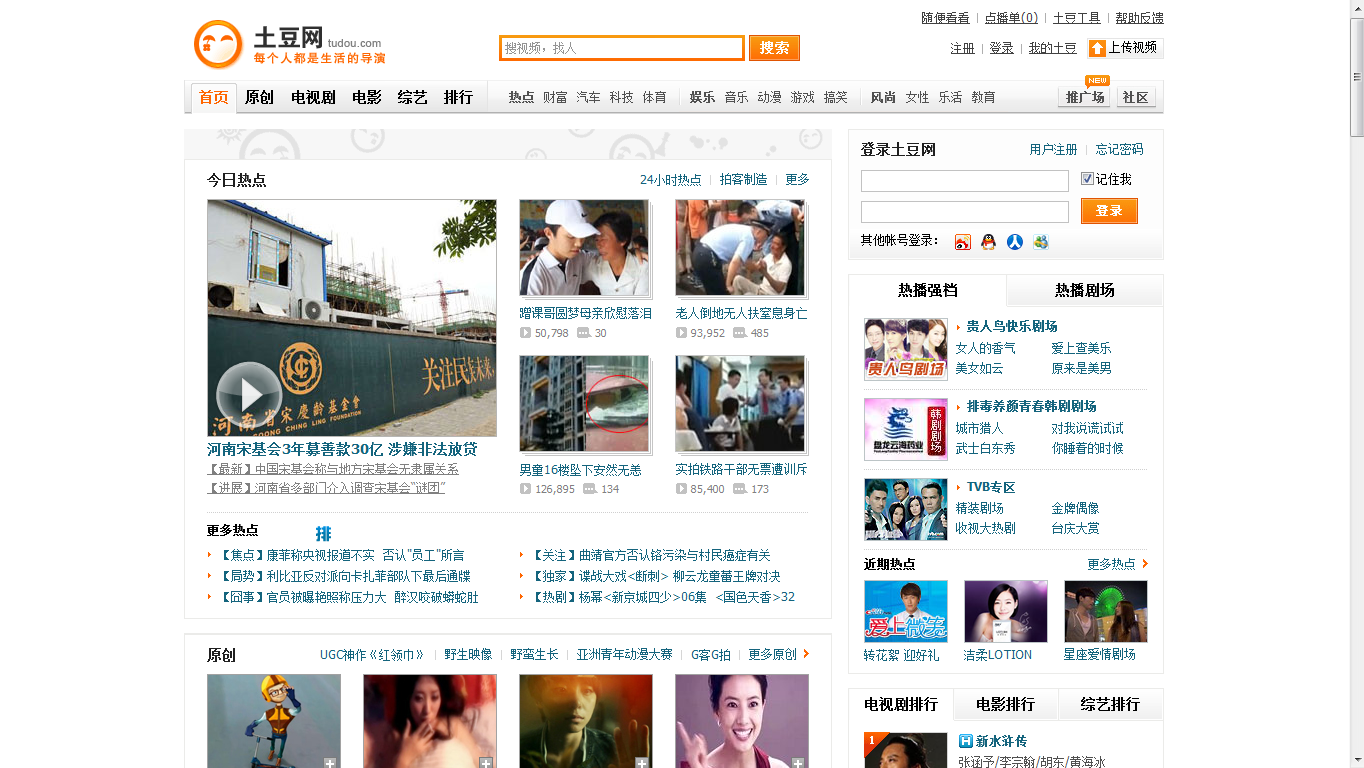 随便看看 点播单(0) 土豆工具 帮助反馈
土豆网 tudou.com
每个人都是生活的导演
搜视频，找人 搜索
注册 登录 我的土豆 上传视频
NEW
首页 原创 电视剧 电影 综艺 排行 热点 财富 汽车 科技 体育 娱乐 音乐 动漫 游戏 搞笑 风尚 女性 乐活 教育 推广场 社区
今日热点 24小时热点 拍客制造 更多
关注民族未来
河南省宋慶齡基金會
河南宋基会3年募善款30亿 涉嫌非法放贷
【最新】中国宋基会称与地方宋基会无隶属关系
【进展】河南省多部门介入调查宋基会“谜团”
蹭课哥圆梦母亲欣慰落泪
50,798 30
老人倒地无人扶窒息身亡
93,952 485
男童16楼坠下安然无恙
126,895 134
实拍铁路干部无票遭训斥
85,400 173
更多热点
排
【焦点】康菲称央视报道不实 否认"员工"所言
【关注】曲靖官方否认铬污染与村民癌症有关
【局势】利比亚反对派向卡扎菲部队下最后通牒
【独家】谍战大戏<断刺> 柳云龙童蕾王牌对决
【囧事】官员被曝艳照称压力大 醉汉咬破蟒蛇肚
【热剧】杨幂<新京城四少>06集 <国色天香>32
原创 UGC神作《红领巾》 野生映像 野蛮生长 亚洲青年动漫大赛 G客G拍 更多原创
登录土豆网 用户注册 忘记密码
记住我
登录
其他帐号登录：
热播强档 热播剧场
贵人鸟剧场
贵人鸟快乐剧场
女人的香气 爱上查美乐
美女如云 原来是美男
盘龙云海药业
韩剧剧场
排毒养颜青春韩剧剧场
城市猎人 对我说谎试试
武士白东秀 你睡着的时候
TVB专区
精装剧场 金牌偶像
收视大热剧 台庆大赏
近期热点 更多热点
爱上微涛
转花絮 迎好礼 洁柔LOTION 星座爱情剧场
电视剧排行 电影排行 综艺排行
1
H 新水浒传
张涵予/李宗翰/胡东/黄海冰